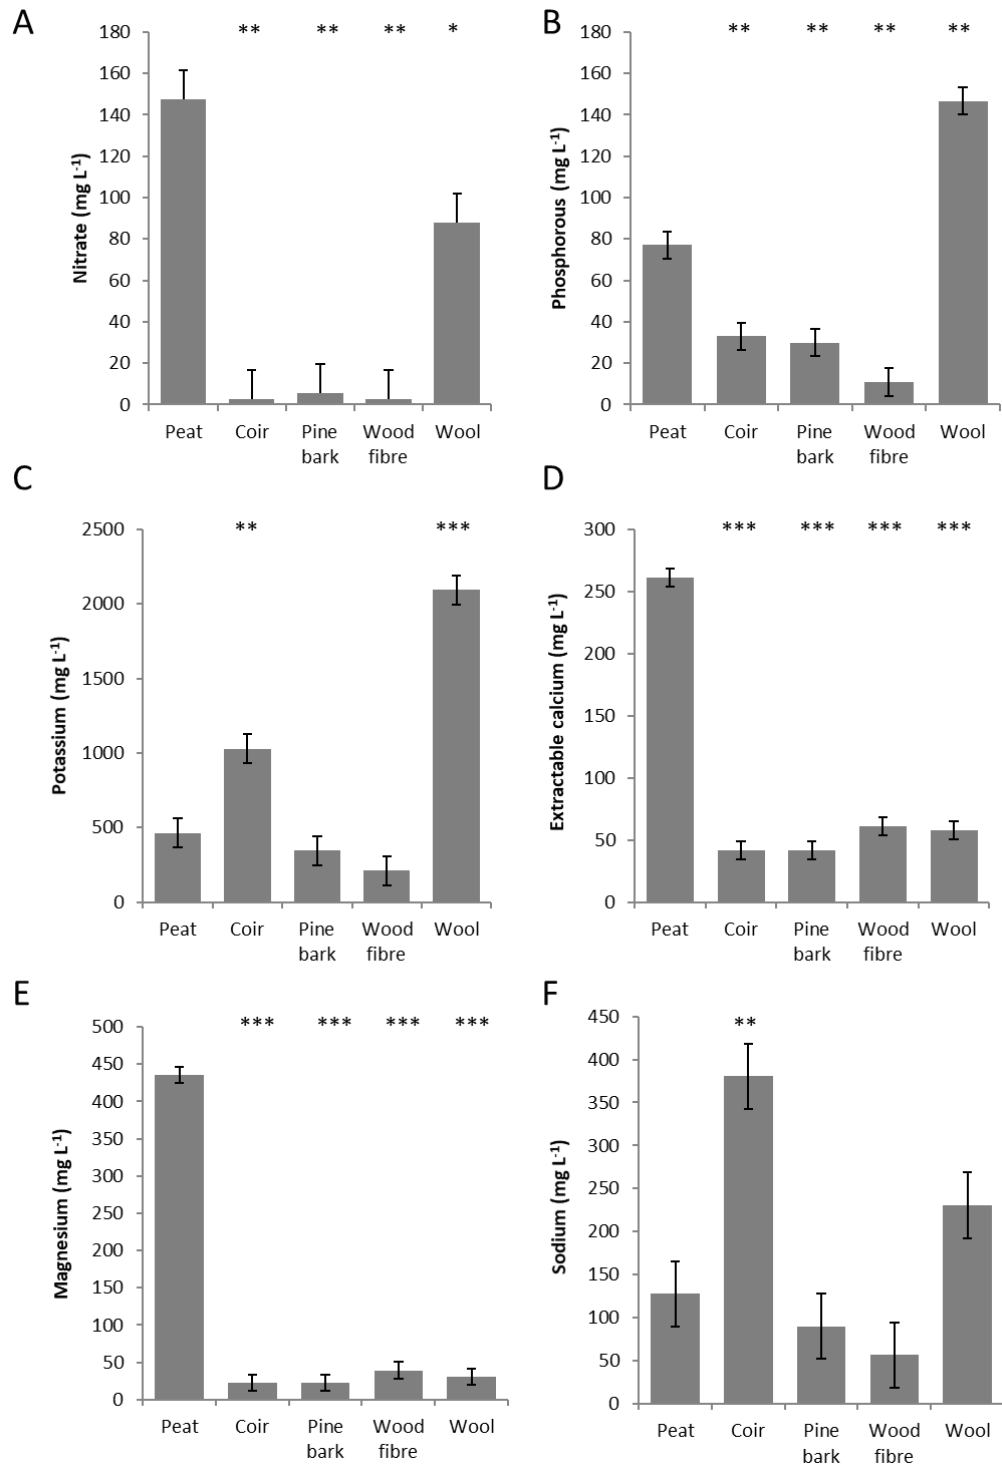 A
** ** ** *
180
160
140
120
100
80
60
40
20
0
Nitrate (mg L-1)
Peat Coir Pine bark Wood fibre Wool
B
** ** ** **
180
160
140
120
100
80
60
40
20
0
Phosphorous (mg L-1)
Peat Coir Pine bark Wood fibre Wool
C
** ***
2500
2000
1500
1000
500
0
Potassium (mg L-1)
Peat Coir Pine bark Wood fibre Wool
D
*** *** *** ***
300
250
200
150
100
50
0
Extractable calcium (mg L-1)
Peat Coir Pine bark Wood fibre Wool
E
*** *** *** ***
500
450
400
350
300
250
200
150
100
50
0
Magnesium (mg L-1)
Peat Coir Pine bark Wood fibre Wool
F
**
450
400
350
300
250
200
150
100
50
0
Sodium (mg L-1)
Peat Coir Pine bark Wood fibre Wool